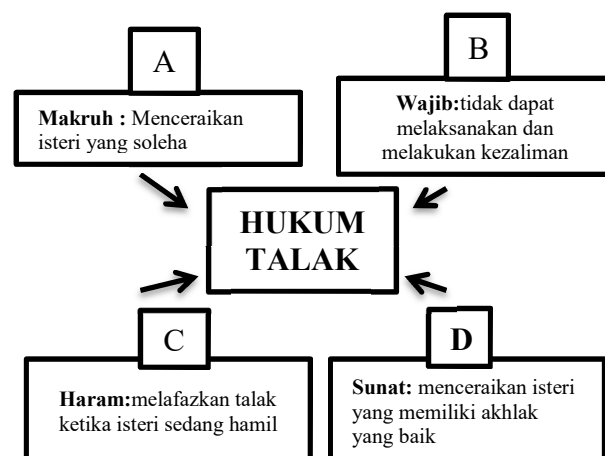 A
Makruh : Menceraikan
isteri yang soleha
B
Wajib:tidak dapat
melaksanakan dan
melakukan kezaliman
HUKUM
TALAK
C
Haram:melafazkan talak
ketika isteri sedang hamil
D
Sunat: menceraikan isteri
yang memiliki akhlak
yang baik